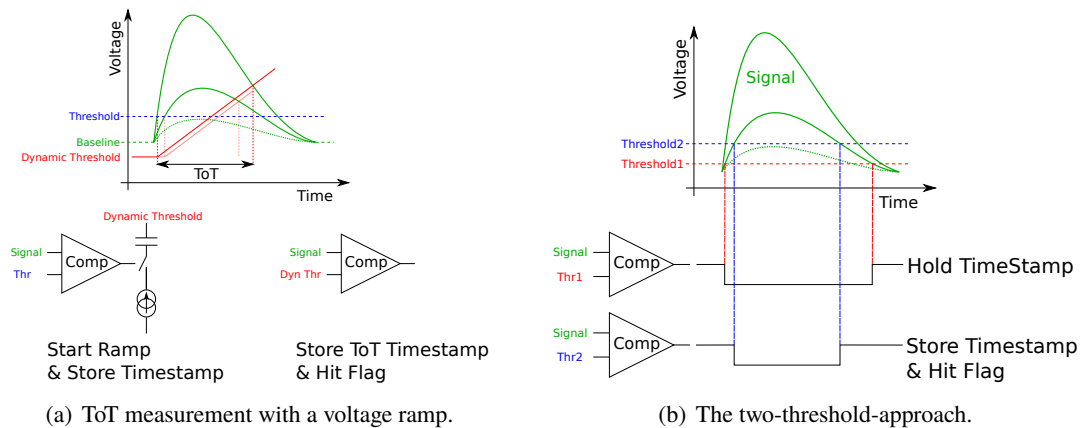 Voltage
Threshold
Baseline
Dynamic Threshold
ToT
Time
Dynamic Threshold
Signal
Thr
Comp
Signal
Dyn Thr
Comp
Start Ramp
& Store Timestamp
Store ToT Timestamp
& Hit Flag
(a) ToT measurement with a voltage ramp.
Voltage
Signal
Threshold2
Threshold1
Time
Signal
Thr1
Comp
Hold TimeStamp
Signal
Thr2
Comp
Store Timestamp
& Hit Flag
(b) The two-threshold-approach.